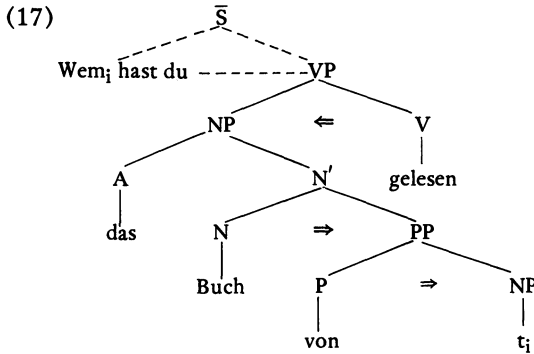 (17) S̄
Wemᵢ hast du VP
NP ⇐ V
A N′ gelesen
das N ⇒ PP
Buch P ⇒ NP
von tᵢ